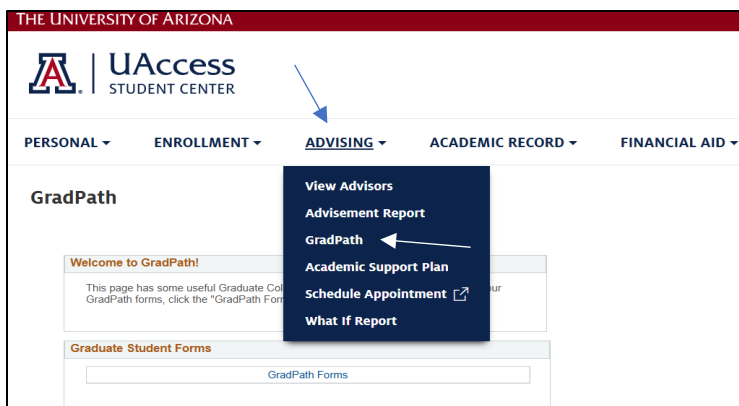 THE UNIVERSITY OF ARIZONA
A.
UACCESS
STUDENT CENTER
PERSONAL ENROLLMENT ADVISING ACADEMIC RECORD FINANCIAL AID
GradPath
View Advisors
Advisement Report
GradPath
Academic Support Plan
Schedule Appointment
What If Report
Welcome to GradPath!
This page has some useful Graduate Col
GradPath forms, click the "GradPath For
Graduate Student Forms
GradPath Forms